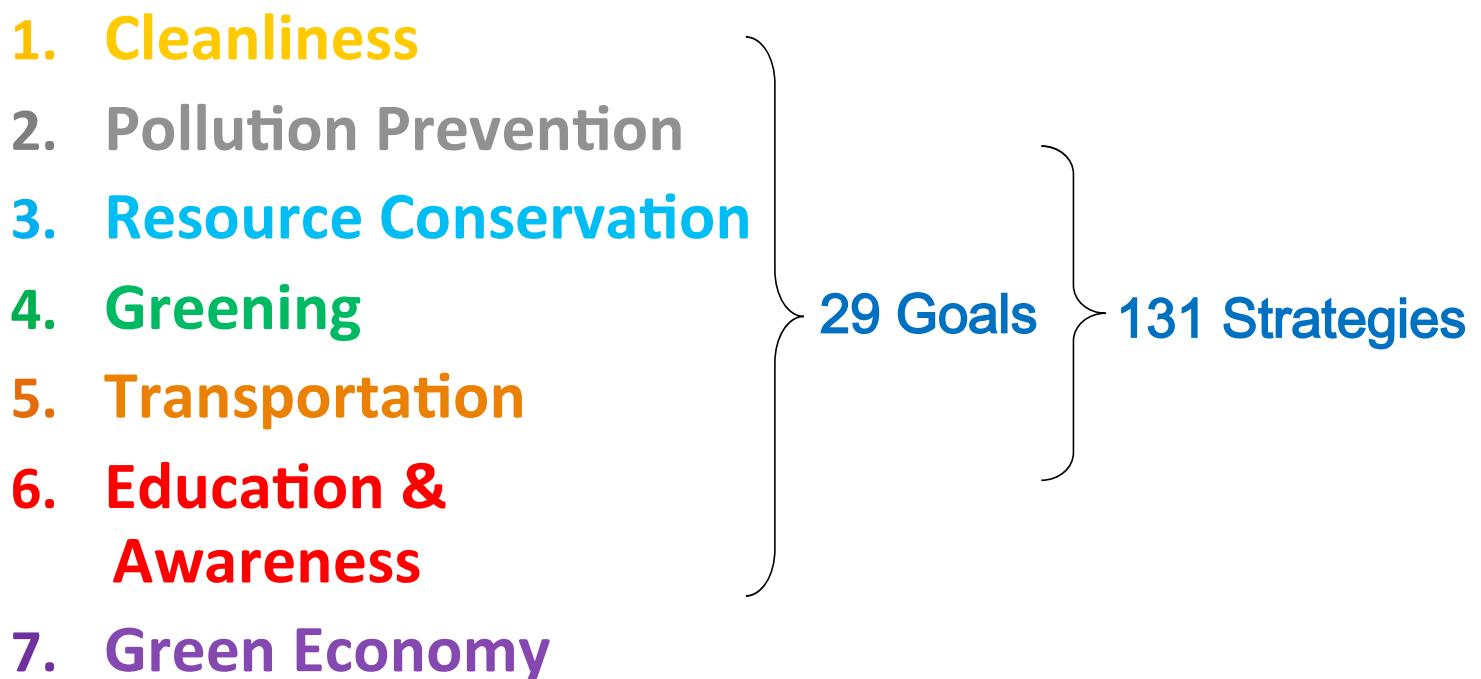 1. Cleanliness
2. Pollution Prevention
3. Resource Conservation
4. Greening
5. Transportation
6. Education &
Awareness
7. Green Economy
29 Goals
131 Strategies